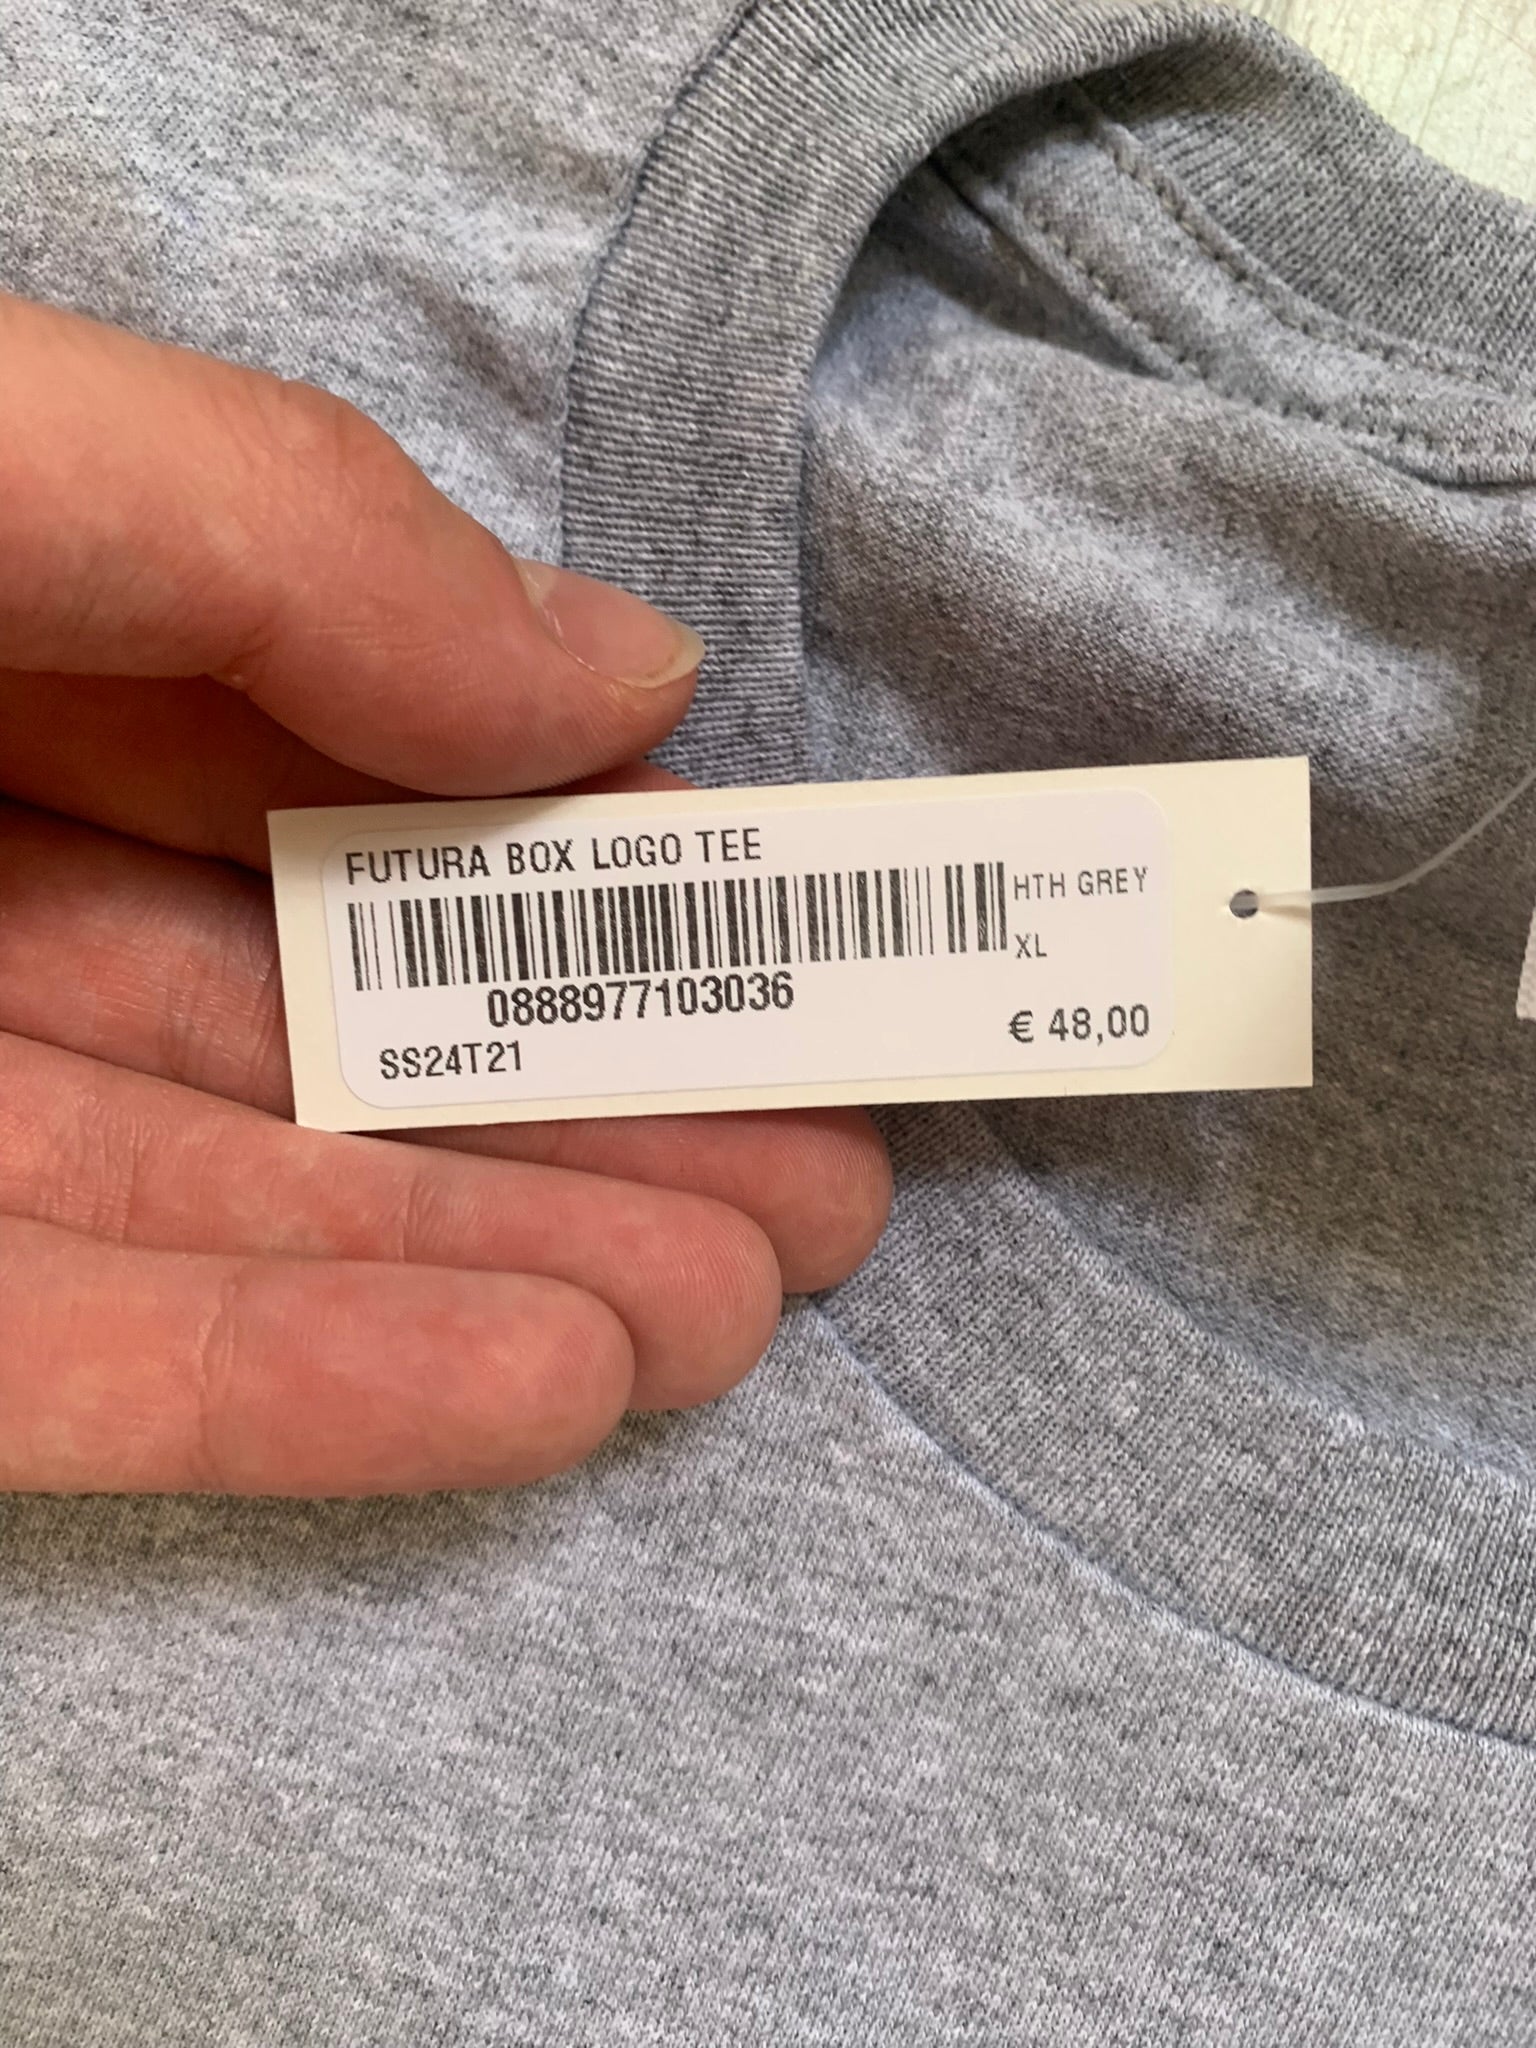 FUTURA BOX LOGO TEE
HTH GREY
XL
0888977103036
SS24T21
€ 48,00